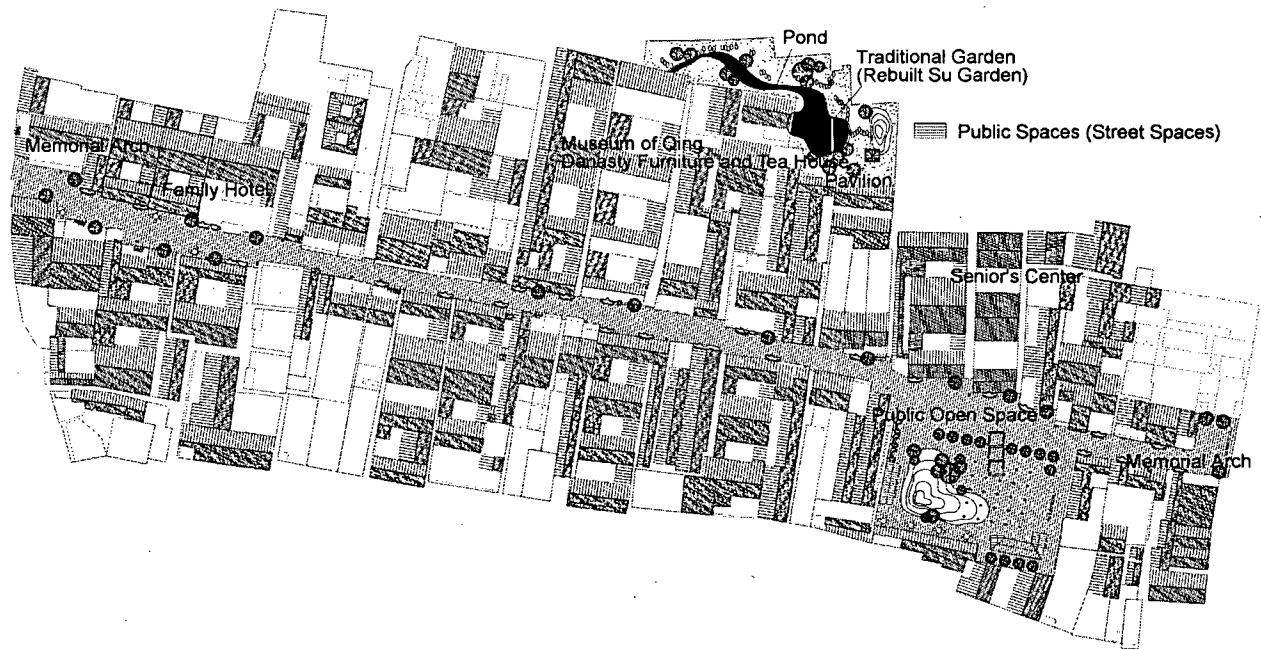 Pond
Traditional Garden
(Rebuilt Su Garden)
Public Spaces (Street Spaces)
Memorial Arch
Museum of Qing
Danasty Furniture and Tea House
Family Hotel
Pavilion
Senior's Center
Public Open Space
Memorial Arch